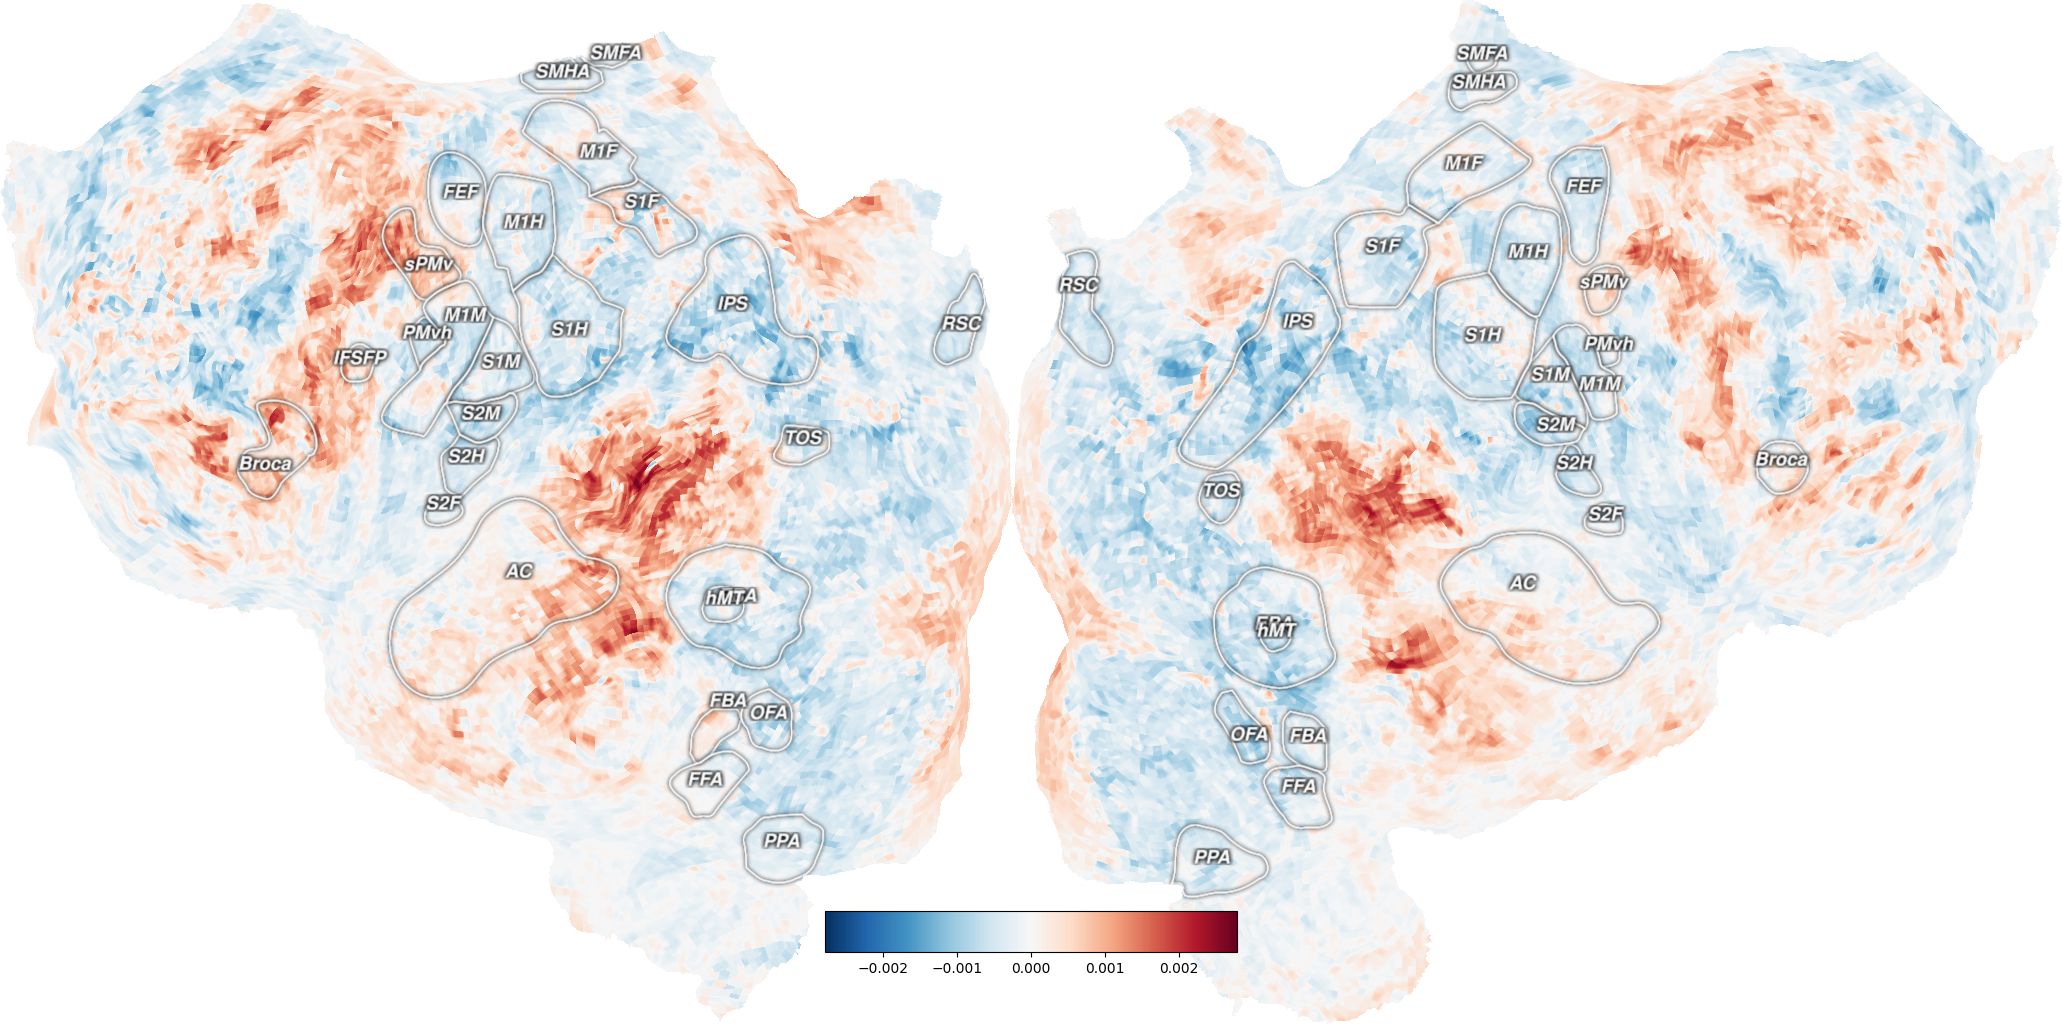 SMFA
SMHA
M1F
FEF
S1F
M1H
sPMv
IPS
M1M
PMvh
S1H
RSC
IFSFP
S1M
S2M
TOS
Broca
S2H
S2F
AC
hMT
FBA
OFA
FFA
PPA
SMFA
SMHA
M1F
FEF
S1F
M1H
RSC
sPMv
IPS
S1H
PMvh
S1M
M1M
S2M
Broca
S2H
TOS
S2F
AC
hMT
OFA
FBA
FFA
PPA
−0.002 −0.001 0.000 0.001 0.002